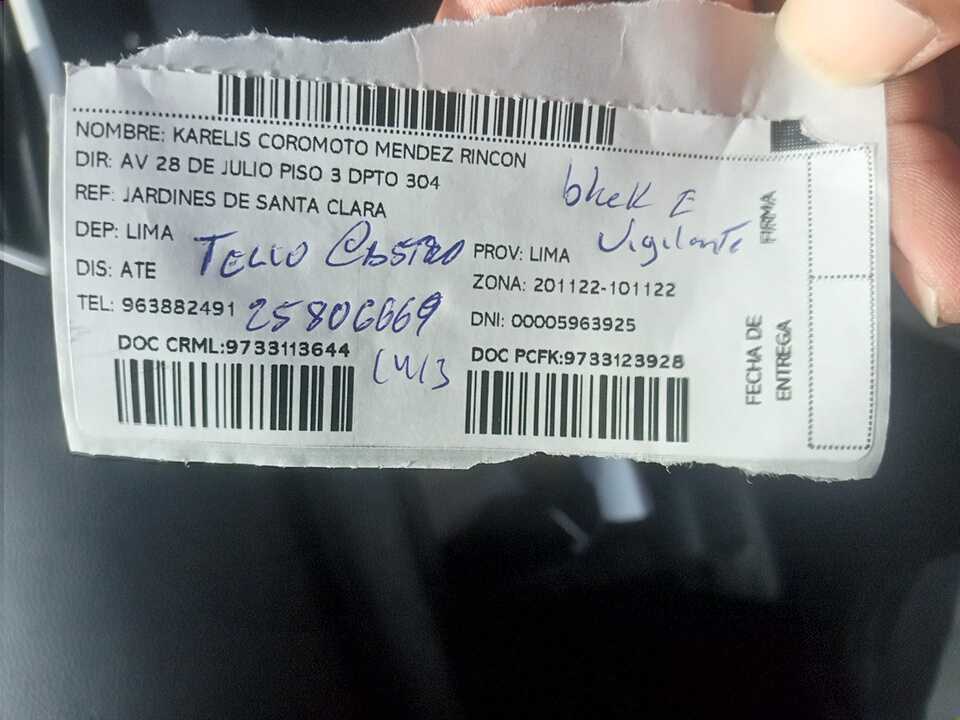 NOMBRE: KARELIS COROMOTO MENDEZ RINCON
DIR: AV 28 DE JULIO PISO 3 DPTO 304
REF: JARDINES DE SANTA CLARA
DEP: LIMA
PROV: LIMA
DIS: ATE
ZONA: 201122-101122
TEL: 963882491
DNI: 00005963925
DOC CRML:9733113644
DOC PCFK:9733123928
TELLO CASTRO
25806669
Vigilante
FIRMA
FECHA DE
ENTREGA